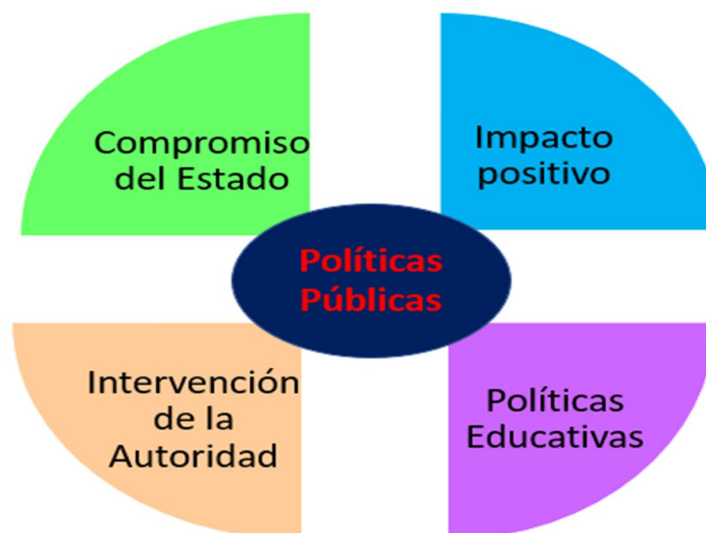 Compromiso
del Estado
Impacto
positivo
Políticas
Públicas
Intervención
de la
Autoridad
Políticas
Educativas